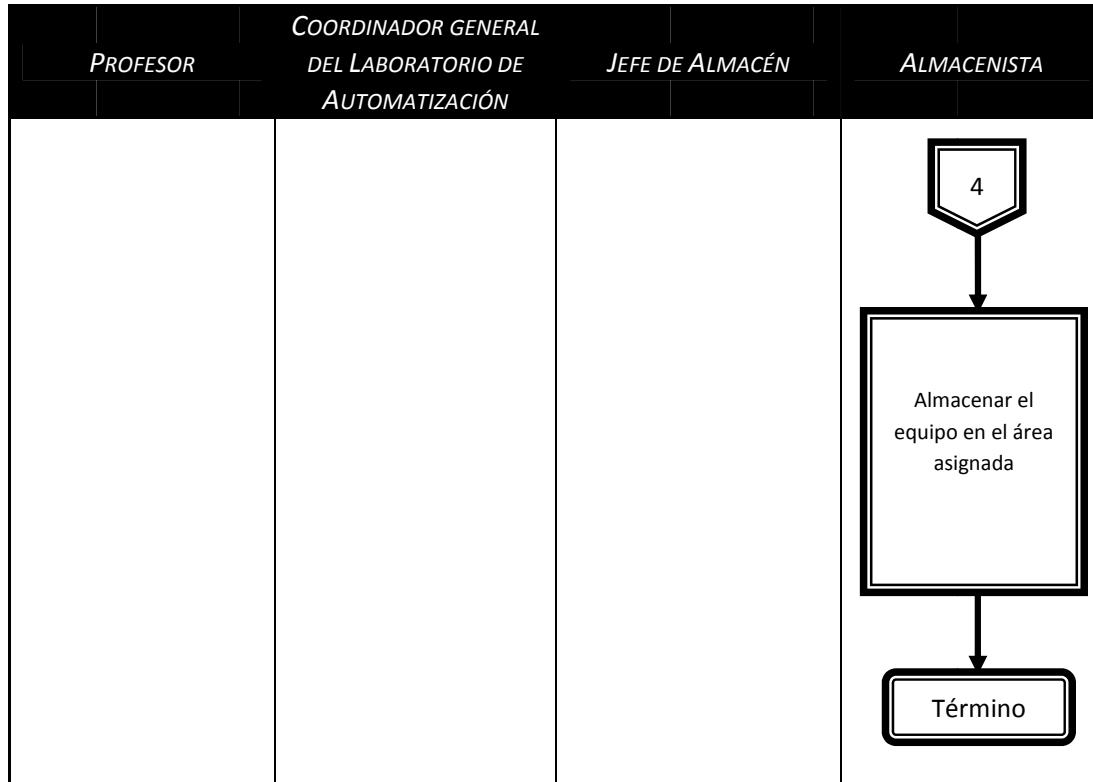 PROFESOR
COORDINADOR GENERAL
DEL LABORATORIO DE
AUTOMATIZACIÓN
JEFE DE ALMACÉN
ALMACENISTA
4
Almacenar el
equipo en el área
asignada
Término